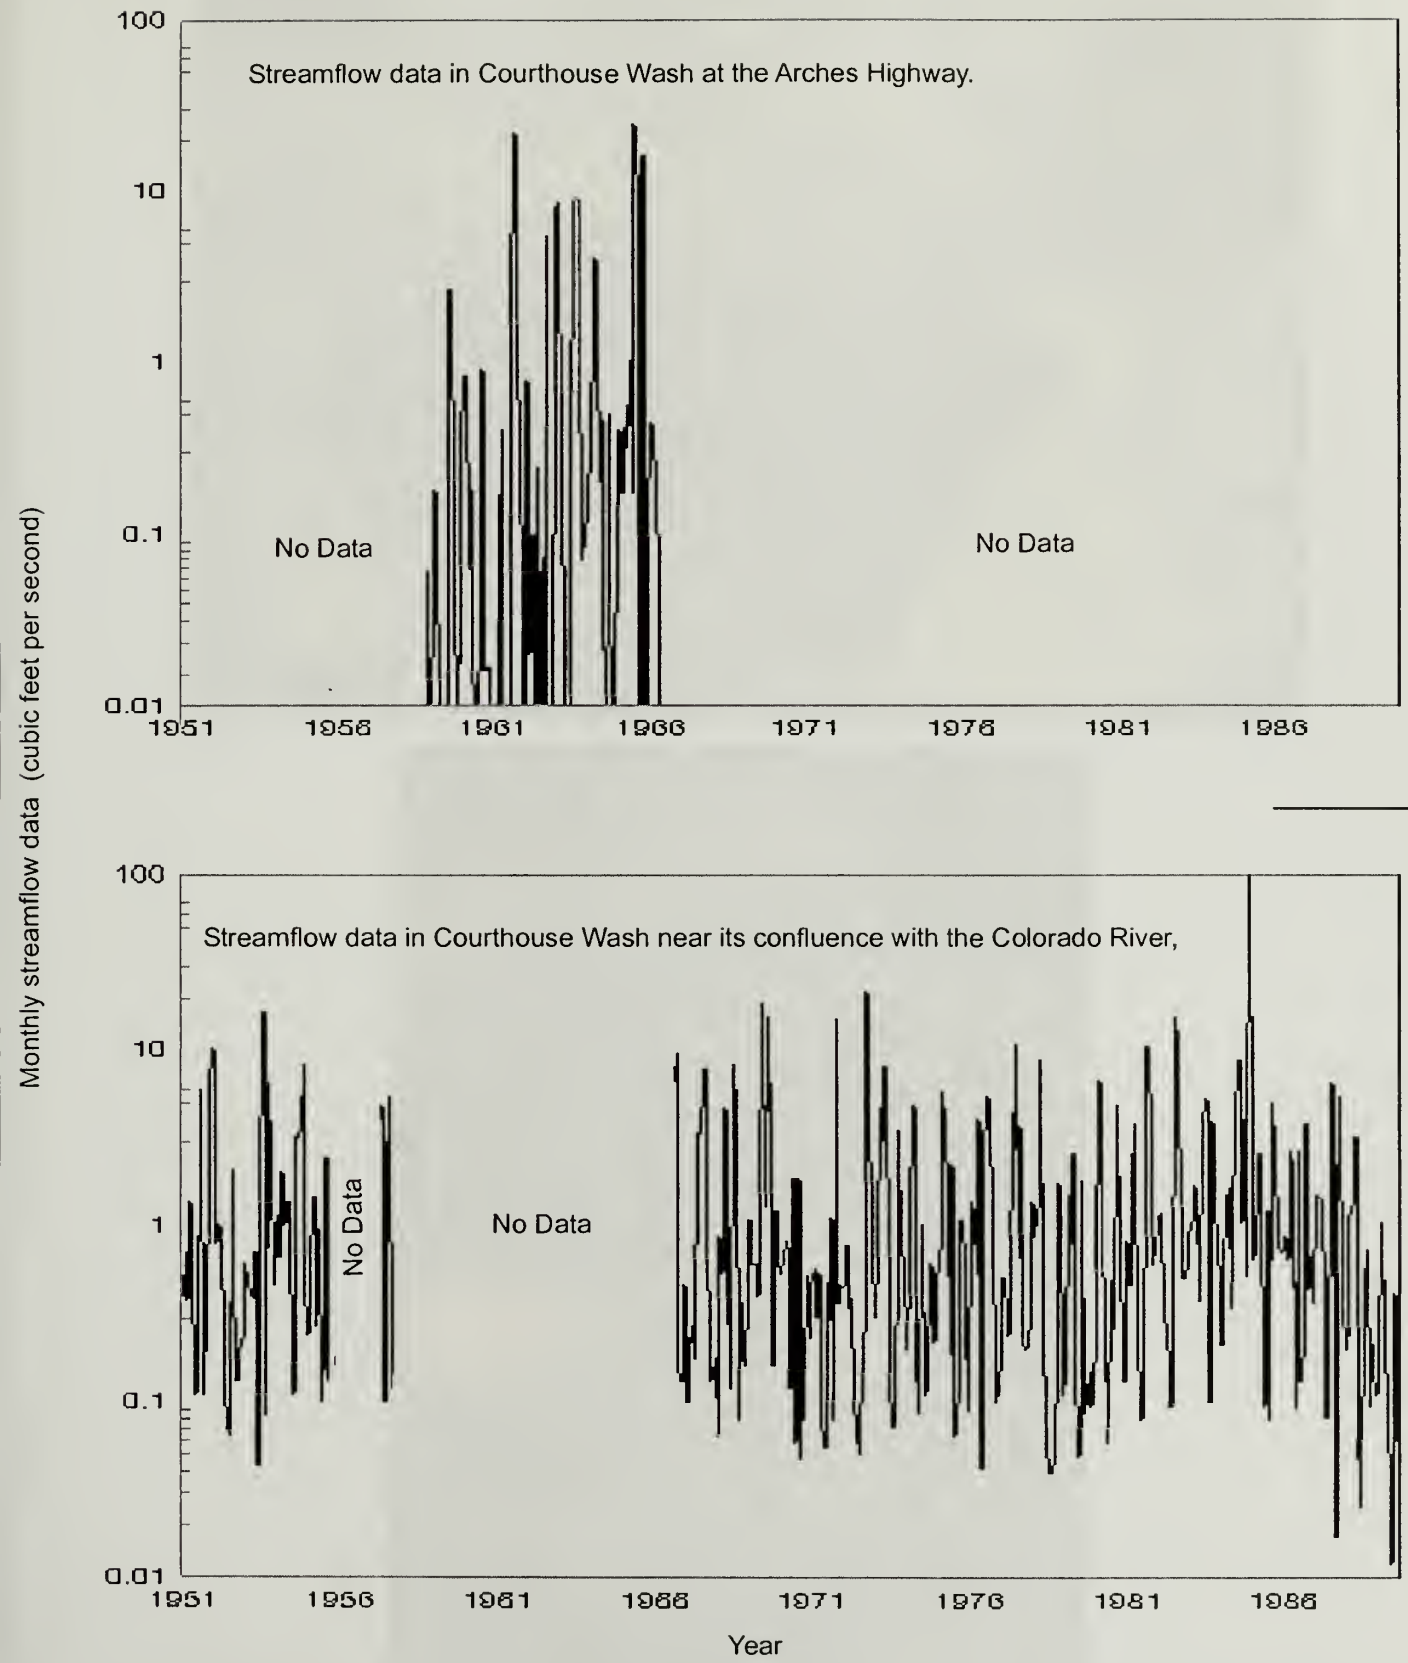 Monthly streamflow data (cubic feet per second)
100
Streamflow data in Courthouse Wash at the Arches Highway.
10
1
0.1
No Data
No Data
0.01
1951 1956 1961 1966 1971 1976 1981 1986
100
Streamflow data in Courthouse Wash near its confluence with the Colorado River,
10
1
No Data
No Data
0.1
0.01
1951 1956 1961 1966 1971 1976 1981 1986
Year